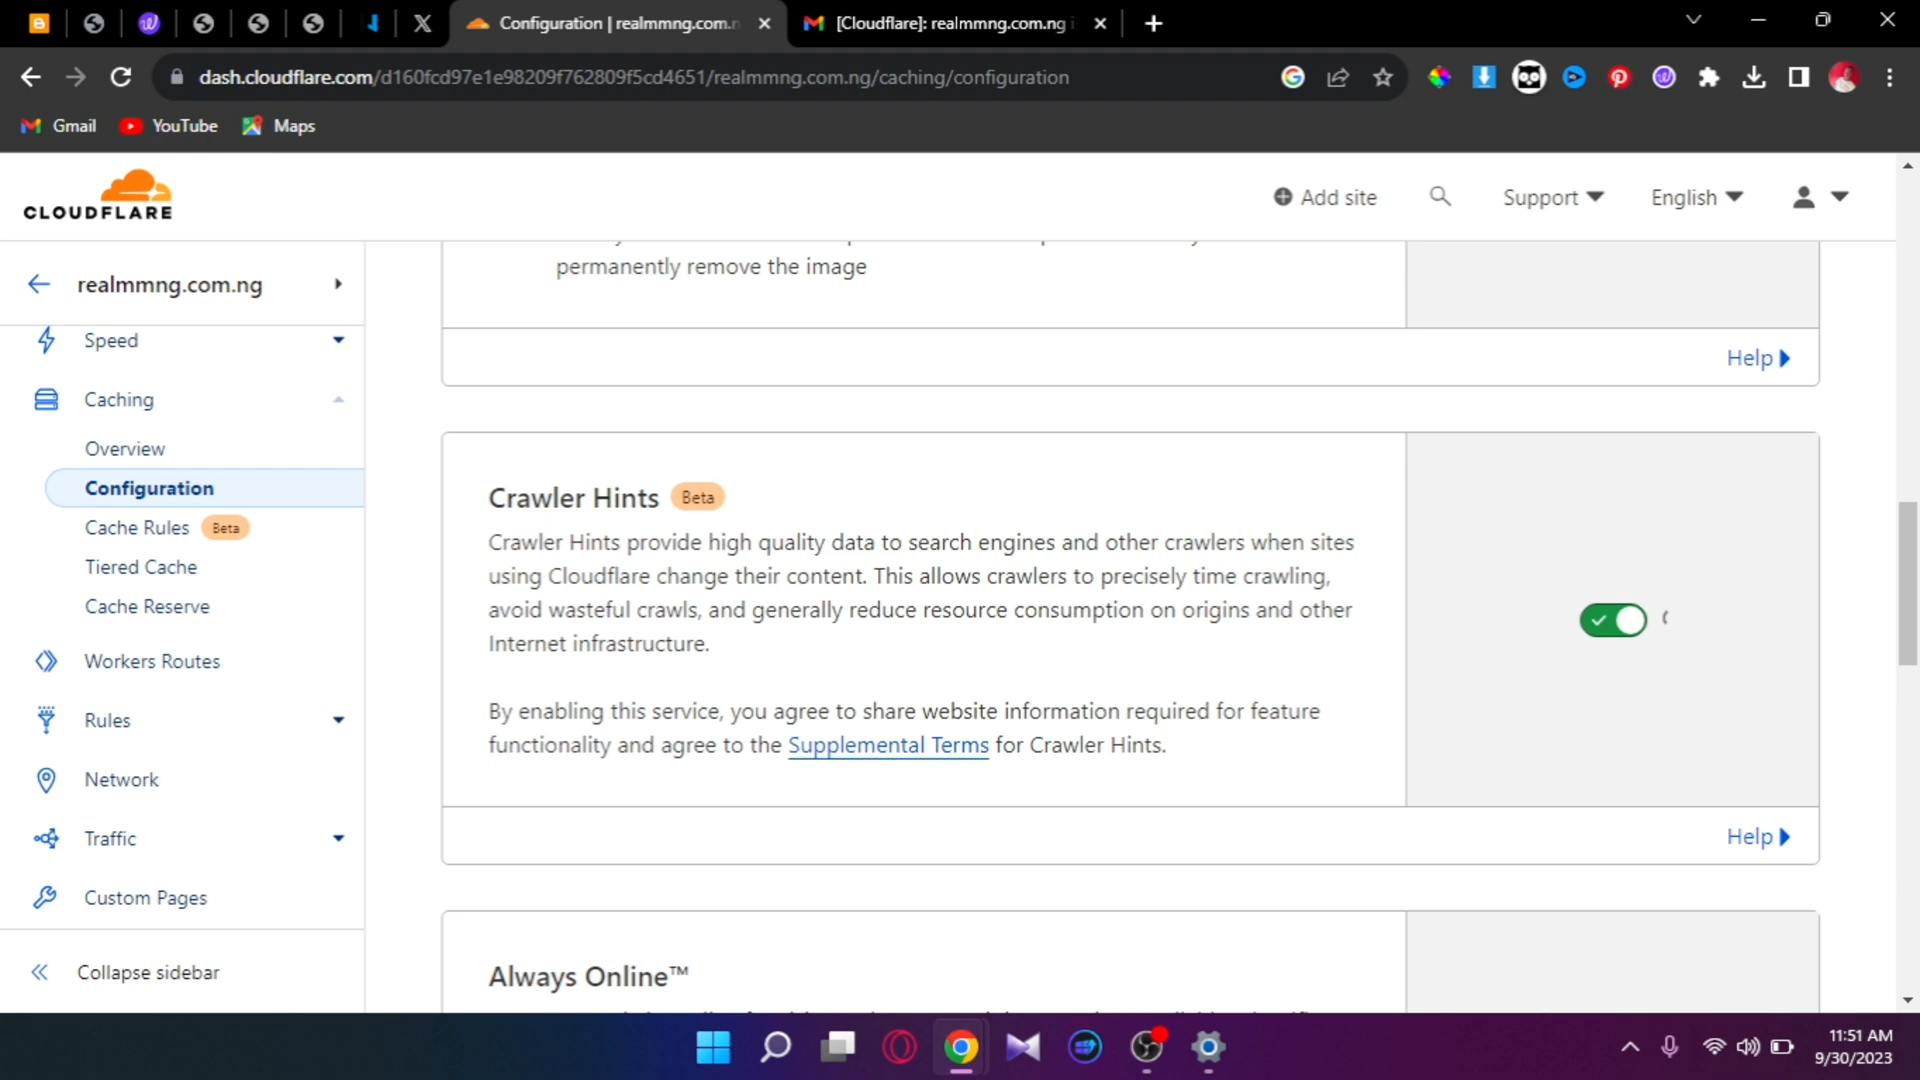 Configuration | realmmng.com.n
[Cloudflare]: realmmng.com.ng i
dash.cloudflare.com/d160fcd97e1e98209f762809f5cd4651/realmmng.com.ng/caching/configuration
Gmail
YouTube
Maps
CLOUDFLARE
Add site
Support
English
realmmng.com.ng
Speed
Caching
Overview
Configuration
Cache Rules Beta
Tiered Cache
Cache Reserve
Workers Routes
Rules
Network
Traffic
Custom Pages
Collapse sidebar
permanently remove the image
Help
Crawler Hints Beta
Crawler Hints provide high quality data to search engines and other crawlers when sites
using Cloudflare change their content. This allows crawlers to precisely time crawling,
avoid wasteful crawls, and generally reduce resource consumption on origins and other
Internet infrastructure.
By enabling this service, you agree to share website information required for feature
functionality and agree to the Supplemental Terms for Crawler Hints.
Help
Always Online™
11:51 AM
9/30/2023